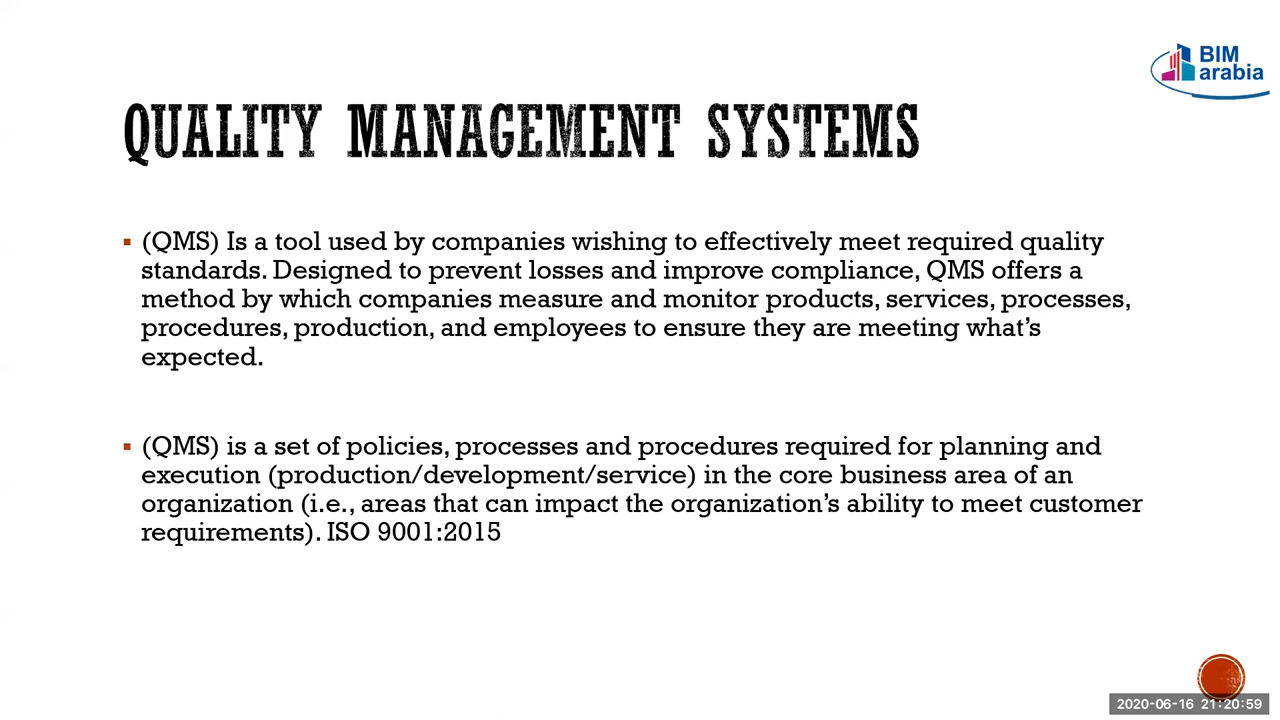 BIM
arabia
QUALITY MANAGEMENT SYSTEMS
(QMS) Is a tool used by companies wishing to effectively meet required quality
standards. Designed to prevent losses and improve compliance, QMS offers a
method by which companies measure and monitor products, services, processes,
procedures, production, and employees to ensure they are meeting what's
expected.
(QMS) is a set of policies, processes and procedures required for planning and
execution (production/development/service) in the core business area of an
organization (i.e., areas that can impact the organization's ability to meet customer
requirements). ISO 9001:2015
2020-06-16 21:20:59